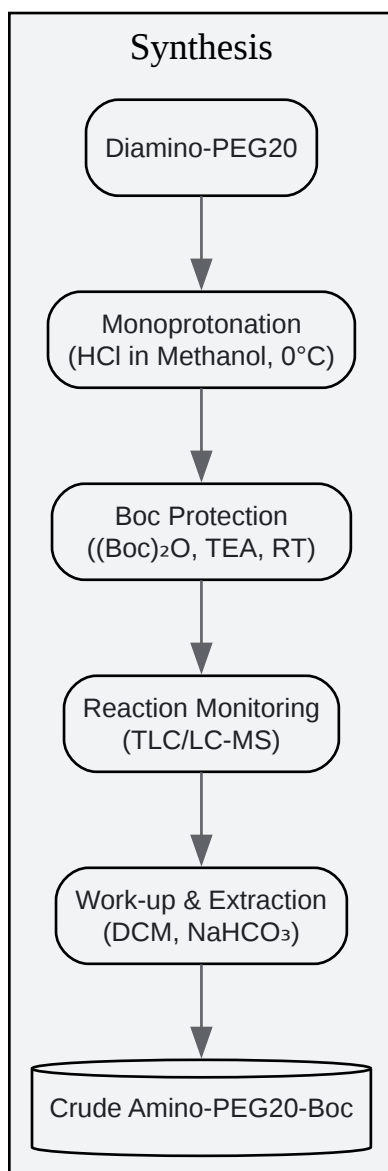 Synthesis
Diamino-PEG20
Monoprotonation
(HCl in Methanol, 0°C)
Boc Protection
((Boc)₂O, TEA, RT)
Reaction Monitoring
(TLC/LC-MS)
Work-up & Extraction
(DCM, NaHCO₃)
Crude Amino-PEG20-Boc